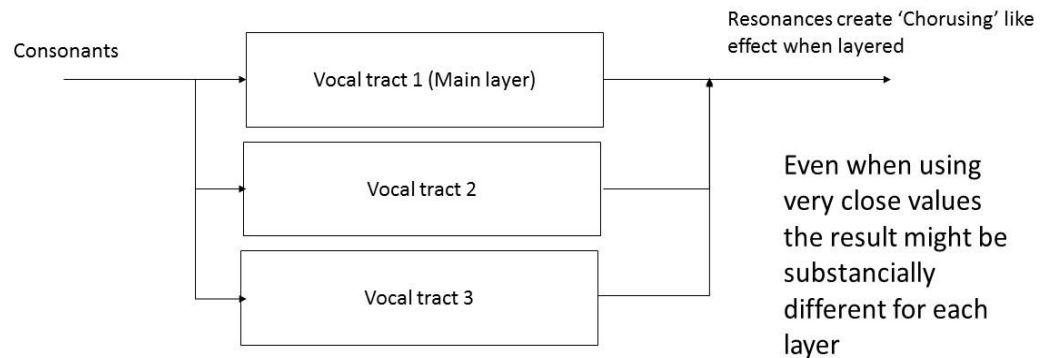 Resonances create ‘Chorusing’ like
effect when layered
Consonants
Vocal tract 1 (Main layer)
Vocal tract 2
Vocal tract 3
Even when using
very close values
the result might be
substancially
different for each
layer